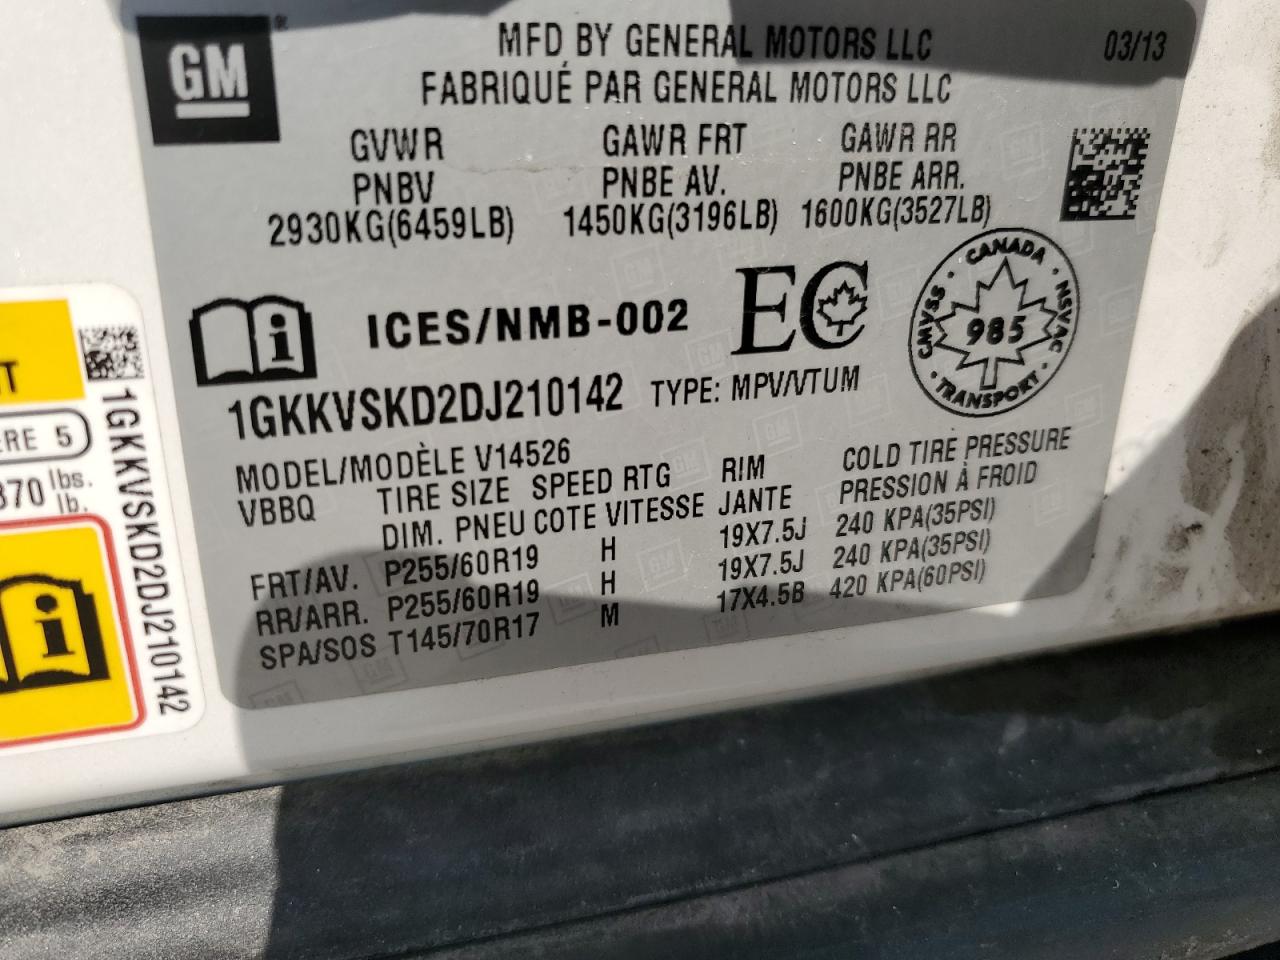 GM
MFD BY GENERAL MOTORS LLC 03/13
FABRIQUÉ PAR GENERAL MOTORS LLC
GVWR GAWR FRT GAWR RR
PNBV PNBE AV. PNBE ARR.
2930KG(6459LB) 1450KG(3196LB) 1600KG(3527LB)
ICES/NMB-002 EC
CANADA · NSVAC · TRANSPORT · CMVSS ·
985
1GKKVSKD2DJ210142 TYPE: MPV/VTUM
MODEL/MODÈLE V14526
VBBQ TIRE SIZE SPEED RTG RIM COLD TIRE PRESSURE
DIM. PNEU COTE VITESSE JANTE PRESSION À FROID
FRT/AV. P255/60R19 H 19X7.5J 240 KPA(35PSI)
RR/ARR. P255/60R19 H 19X7.5J 240 KPA(35PSI)
SPA/SOS T145/70R17 M 17X4.5B 420 KPA(60PSI)
5
lbs.
lb.
1GKKVSKD2DJ210142